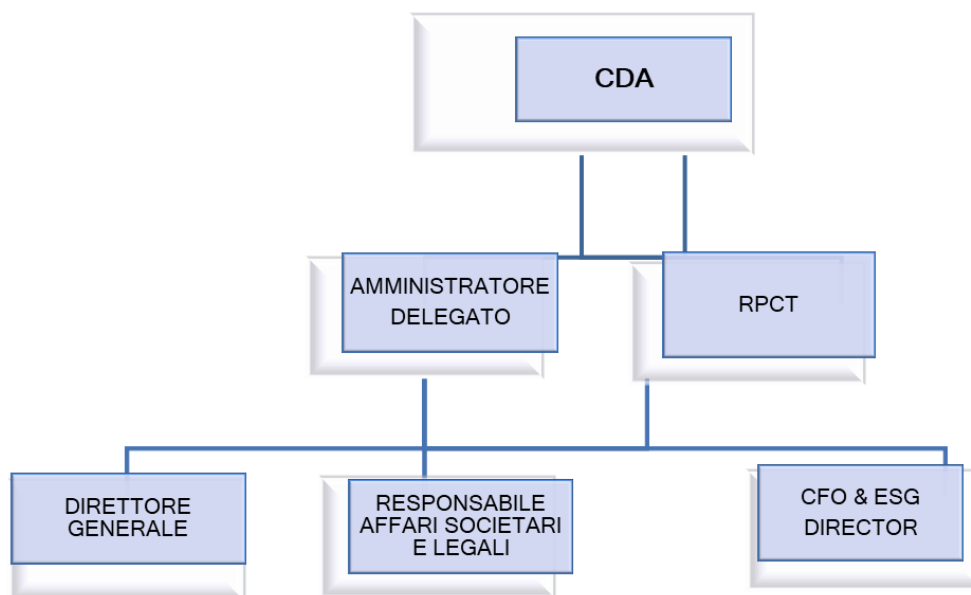 CDA
AMMINISTRATORE
DELEGATO
RPCT
DIRETTORE
GENERALE
RESPONSABILE
AFFARI SOCIETARI
E LEGALI
CFO & ESG
DIRECTOR